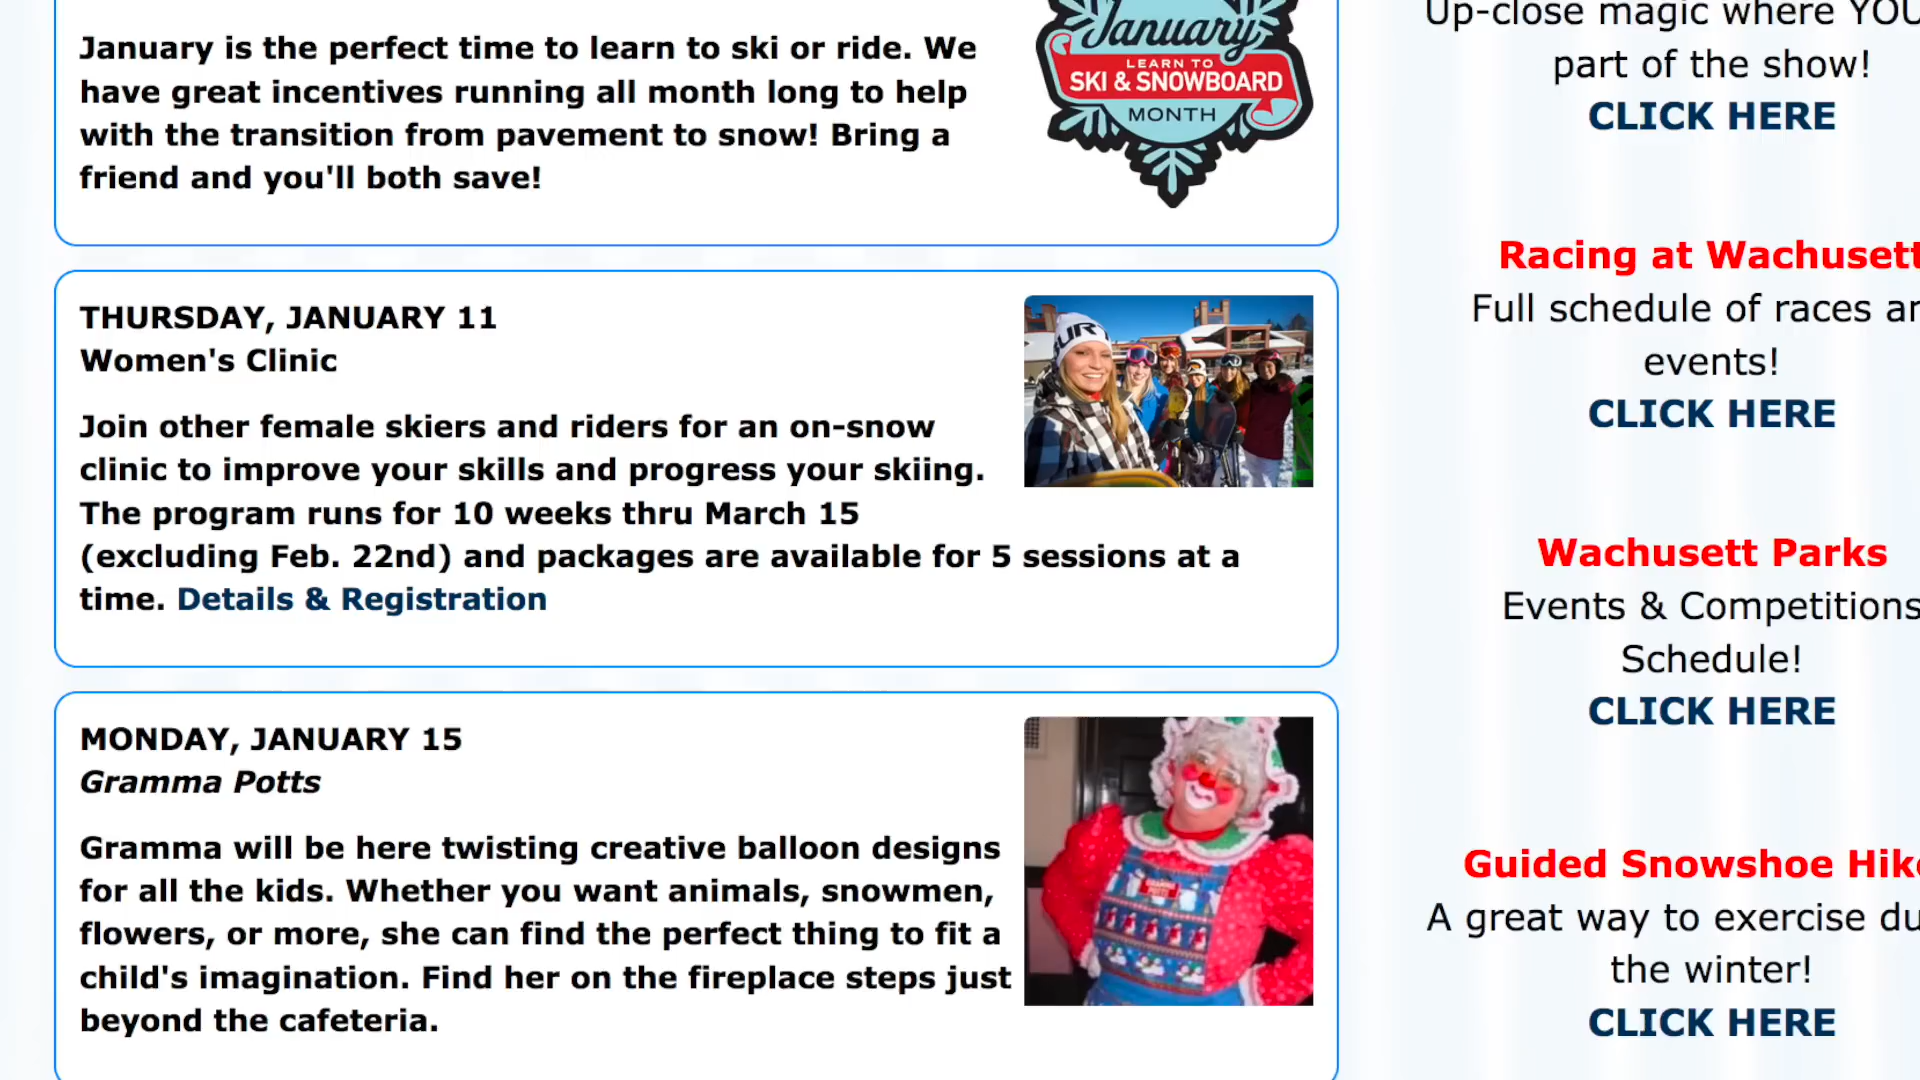 January is the perfect time to learn to ski or ride. We
have great incentives running all month long to help
with the transition from pavement to snow! Bring a
friend and you'll both save!
January
LEARN TO
SKI & SNOWBOARD
MONTH
THURSDAY, JANUARY 11
Women's Clinic
Join other female skiers and riders for an on-snow
clinic to improve your skills and progress your skiing.
The program runs for 10 weeks thru March 15
(excluding Feb. 22nd) and packages are available for 5 sessions at a
time. Details & Registration
MONDAY, JANUARY 15
Gramma Potts
Gramma will be here twisting creative balloon designs
for all the kids. Whether you want animals, snowmen,
flowers, or more, she can find the perfect thing to fit a
child's imagination. Find her on the fireplace steps just
beyond the cafeteria.
Up-close magic where YOU
part of the show!
CLICK HERE
Racing at Wachusett
Full schedule of races
events!
CLICK HERE
Wachusett Parks
Events & Competitions
Schedule!
CLICK HERE
Guided Snowshoe
A great way to exercise
the winter!
CLICK HERE